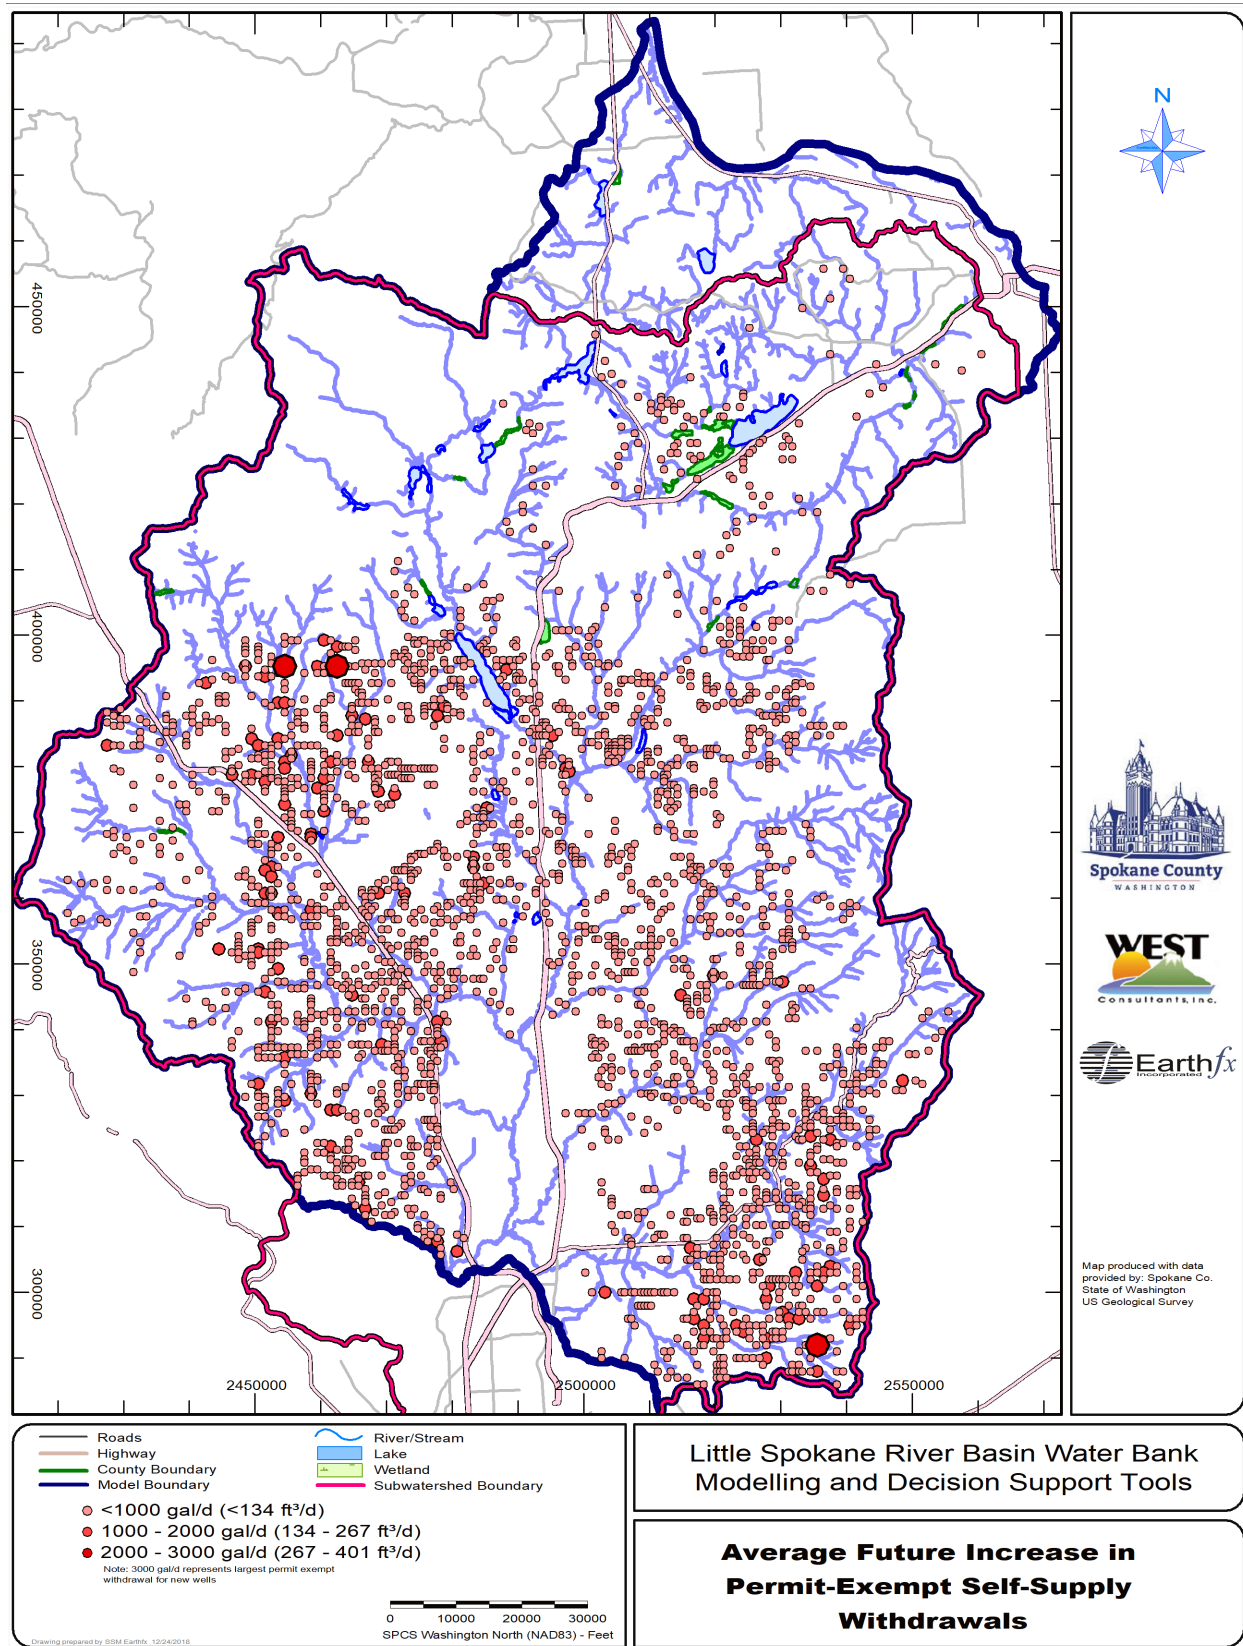 N
450000
400000
350000
300000
2450000
2500000
2550000
Spokane County
WASHINGTON
WEST
Consultants, Inc.
Earthfx
Incorporated
Map produced with data
provided by: Spokane Co.
State of Washington
US Geological Survey
Roads
Highway
County Boundary
Model Boundary
River/Stream
Lake
Wetland
Subwatershed Boundary
<1000 gal/d (<134 ft³/d)
1000 - 2000 gal/d (134 - 267 ft³/d)
2000 - 3000 gal/d (267 - 401 ft³/d)
Note: 3000 gal/d represents largest permit exempt
withdrawal for new wells
0 10000 20000 30000
SPCS Washington North (NAD83) - Feet
Drawing prepared by SSM Earthfx 12/24/2016
Little Spokane River Basin Water Bank
Modelling and Decision Support Tools
Average Future Increase in
Permit-Exempt Self-Supply
Withdrawals